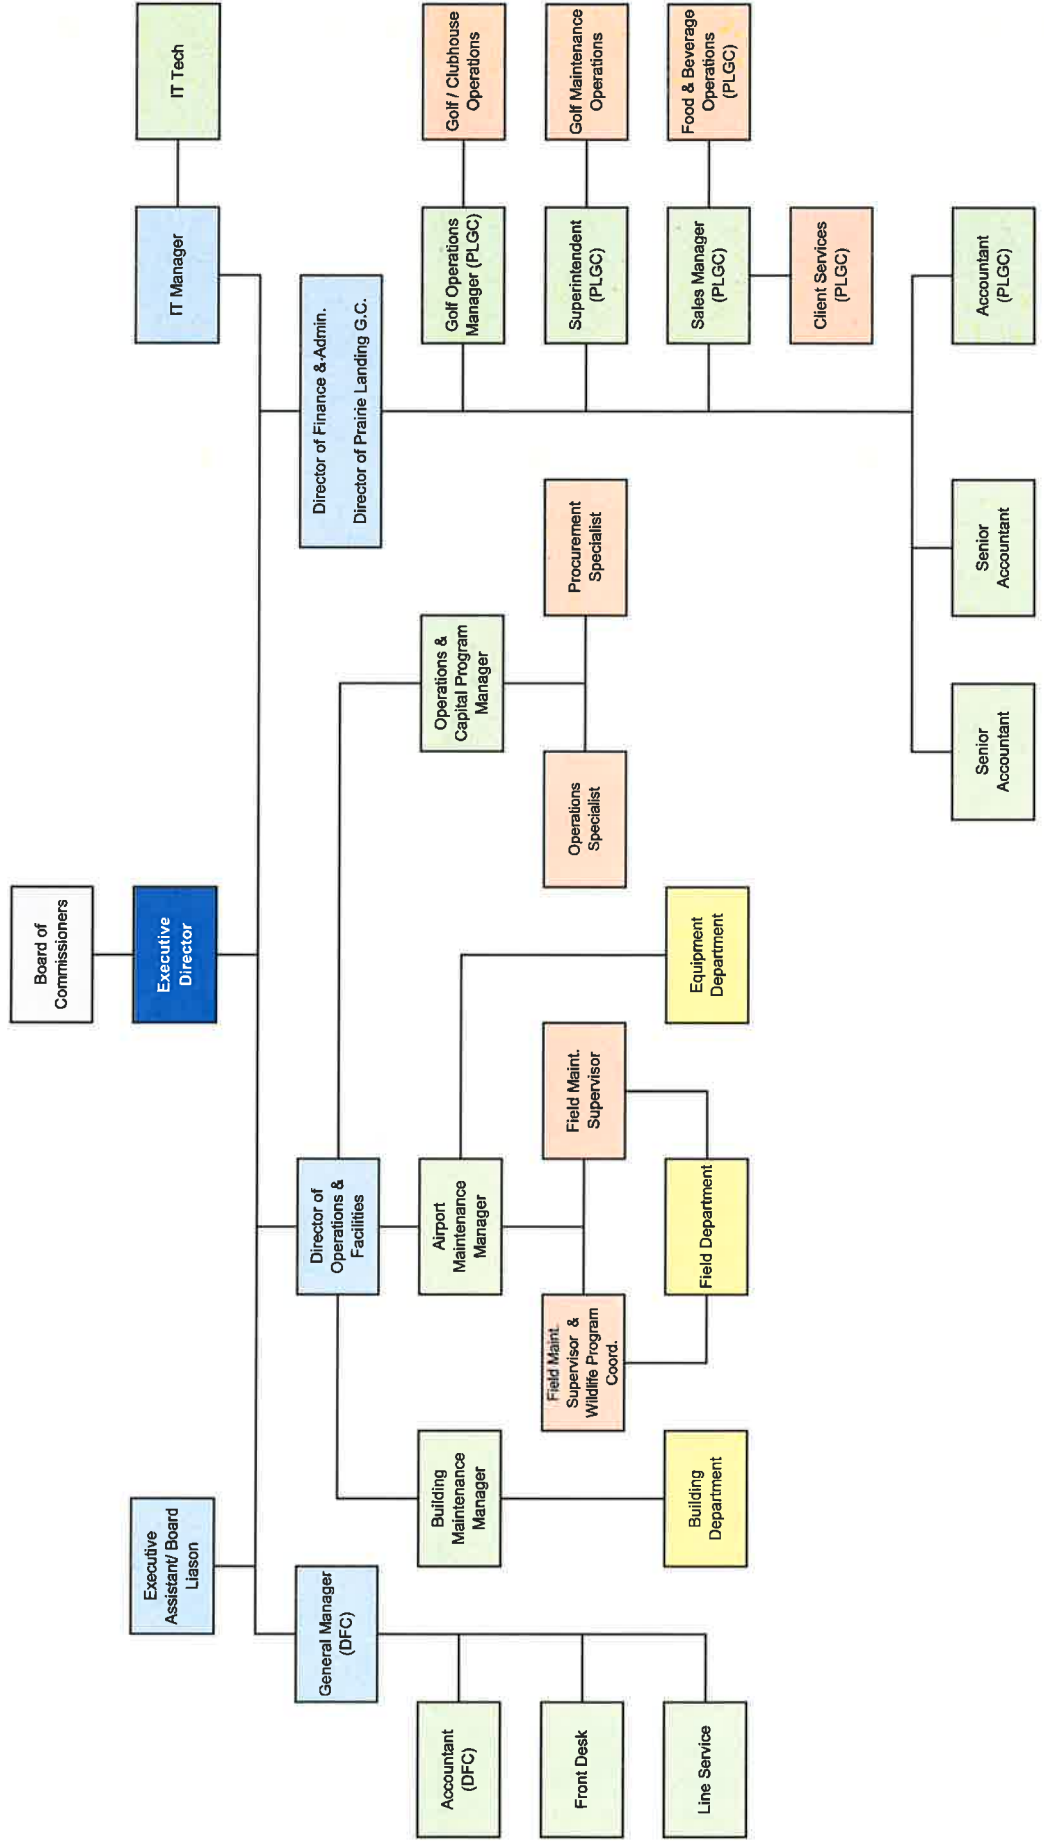 Board of
Commissioners
Executive
Director
Executive
Assistant/ Board
Liason
IT Manager
IT Tech
General Manager
(DFC)
Director of
Operations &
Facilities
Director of Finance & Admin.
Director of Prairie Landing G.C.
Accountant
(DFC)
Front Desk
Line Service
Building
Maintenance
Manager
Building
Department
Airport
Maintenance
Manager
Field Maint.
Supervisor &
Wildlife Program
Coord.
Field Maint.
Supervisor
Field Department
Equipment
Department
Operations &
Capital Program
Manager
Operations
Specialist
Procurement
Specialist
Golf Operations
Manager (PLGC)
Golf / Clubhouse
Operations
Superintendent
(PLGC)
Golf Maintenance
Operations
Sales Manager
(PLGC)
Food & Beverage
Operations
(PLGC)
Client Services
(PLGC)
Senior
Accountant
Senior
Accountant
Accountant
(PLGC)